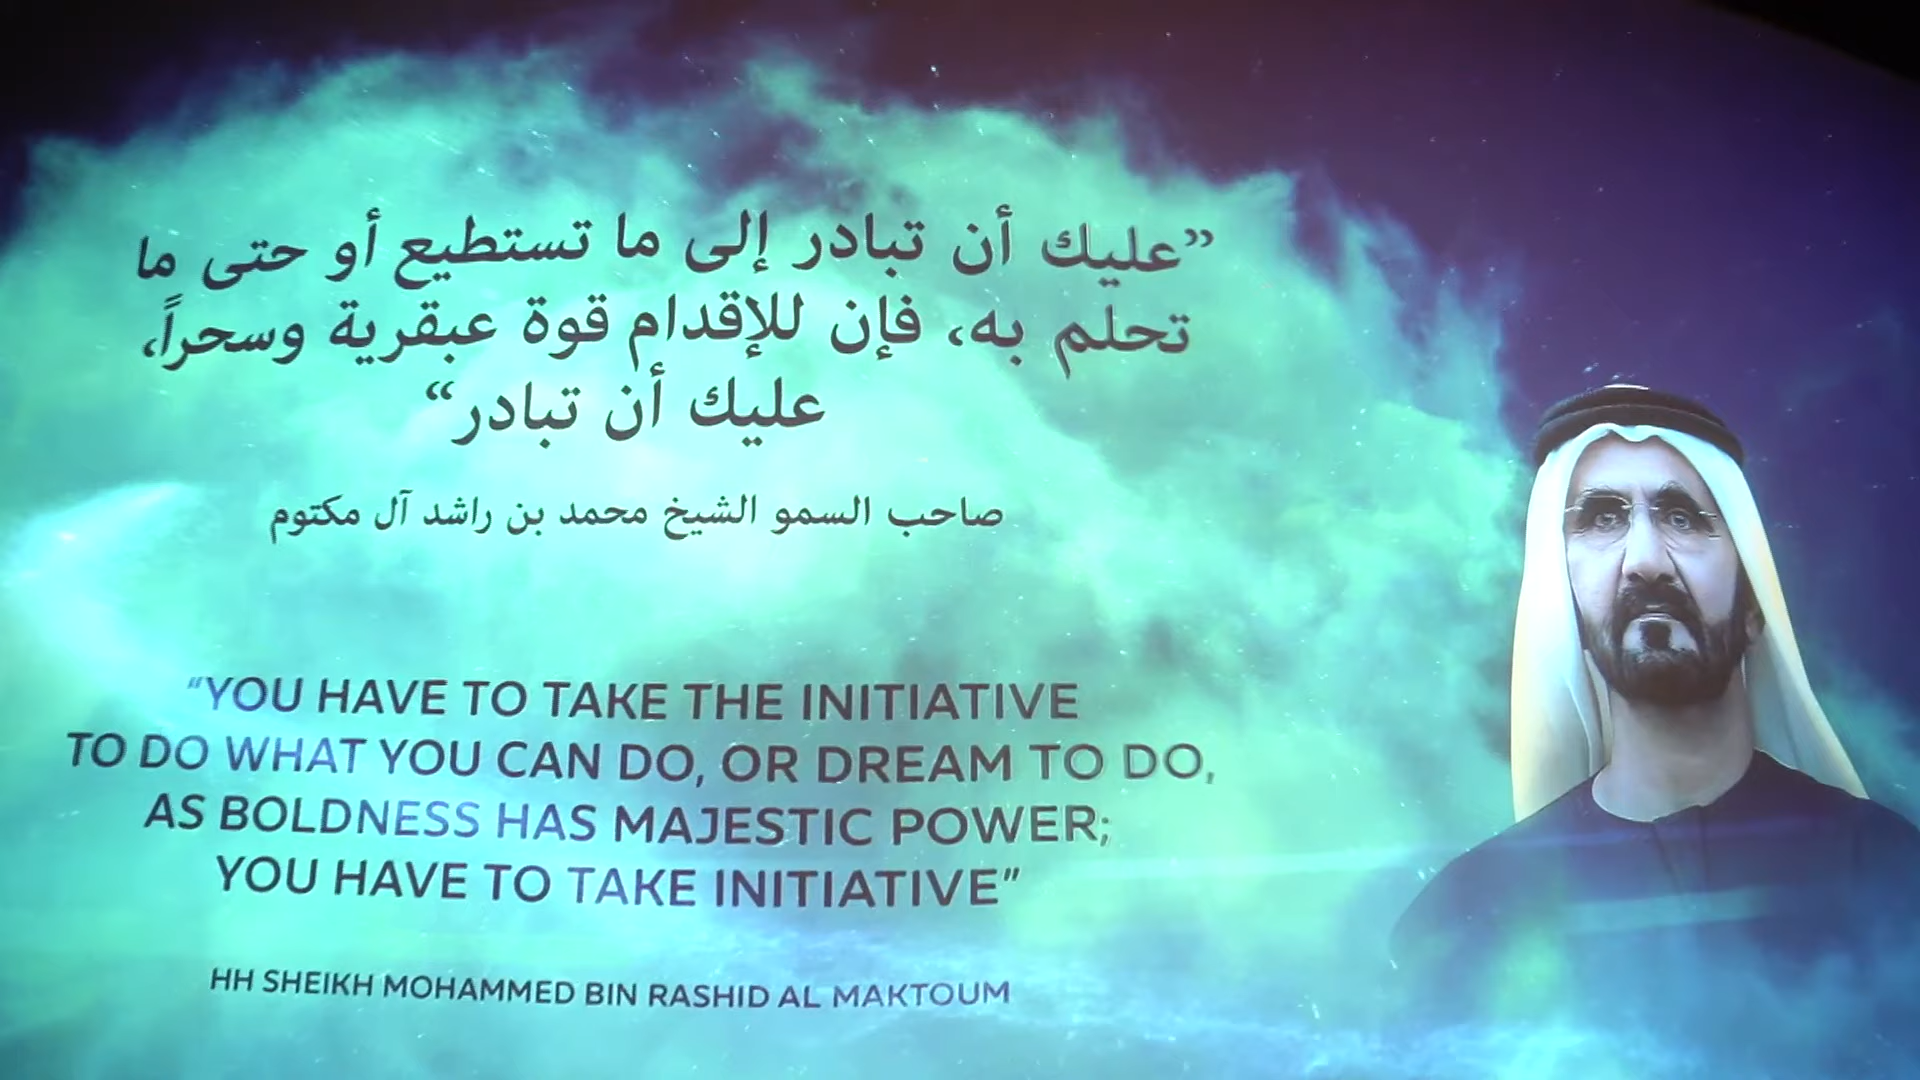 ”عليك أن تبادر إلى ما تستطيع أو حتى ما
تحلم به، فإن للإقدام قوة عبقرية وسحراً،
عليك أن تبادر“
صاحب السمو الشيخ محمد بن راشد آل مكتوم
“YOU HAVE TO TAKE THE INITIATIVE
TO DO WHAT YOU CAN DO, OR DREAM TO DO,
AS BOLDNESS HAS MAJESTIC POWER;
YOU HAVE TO TAKE INITIATIVE”
HH SHEIKH MOHAMMED BIN RASHID AL MAKTOUM